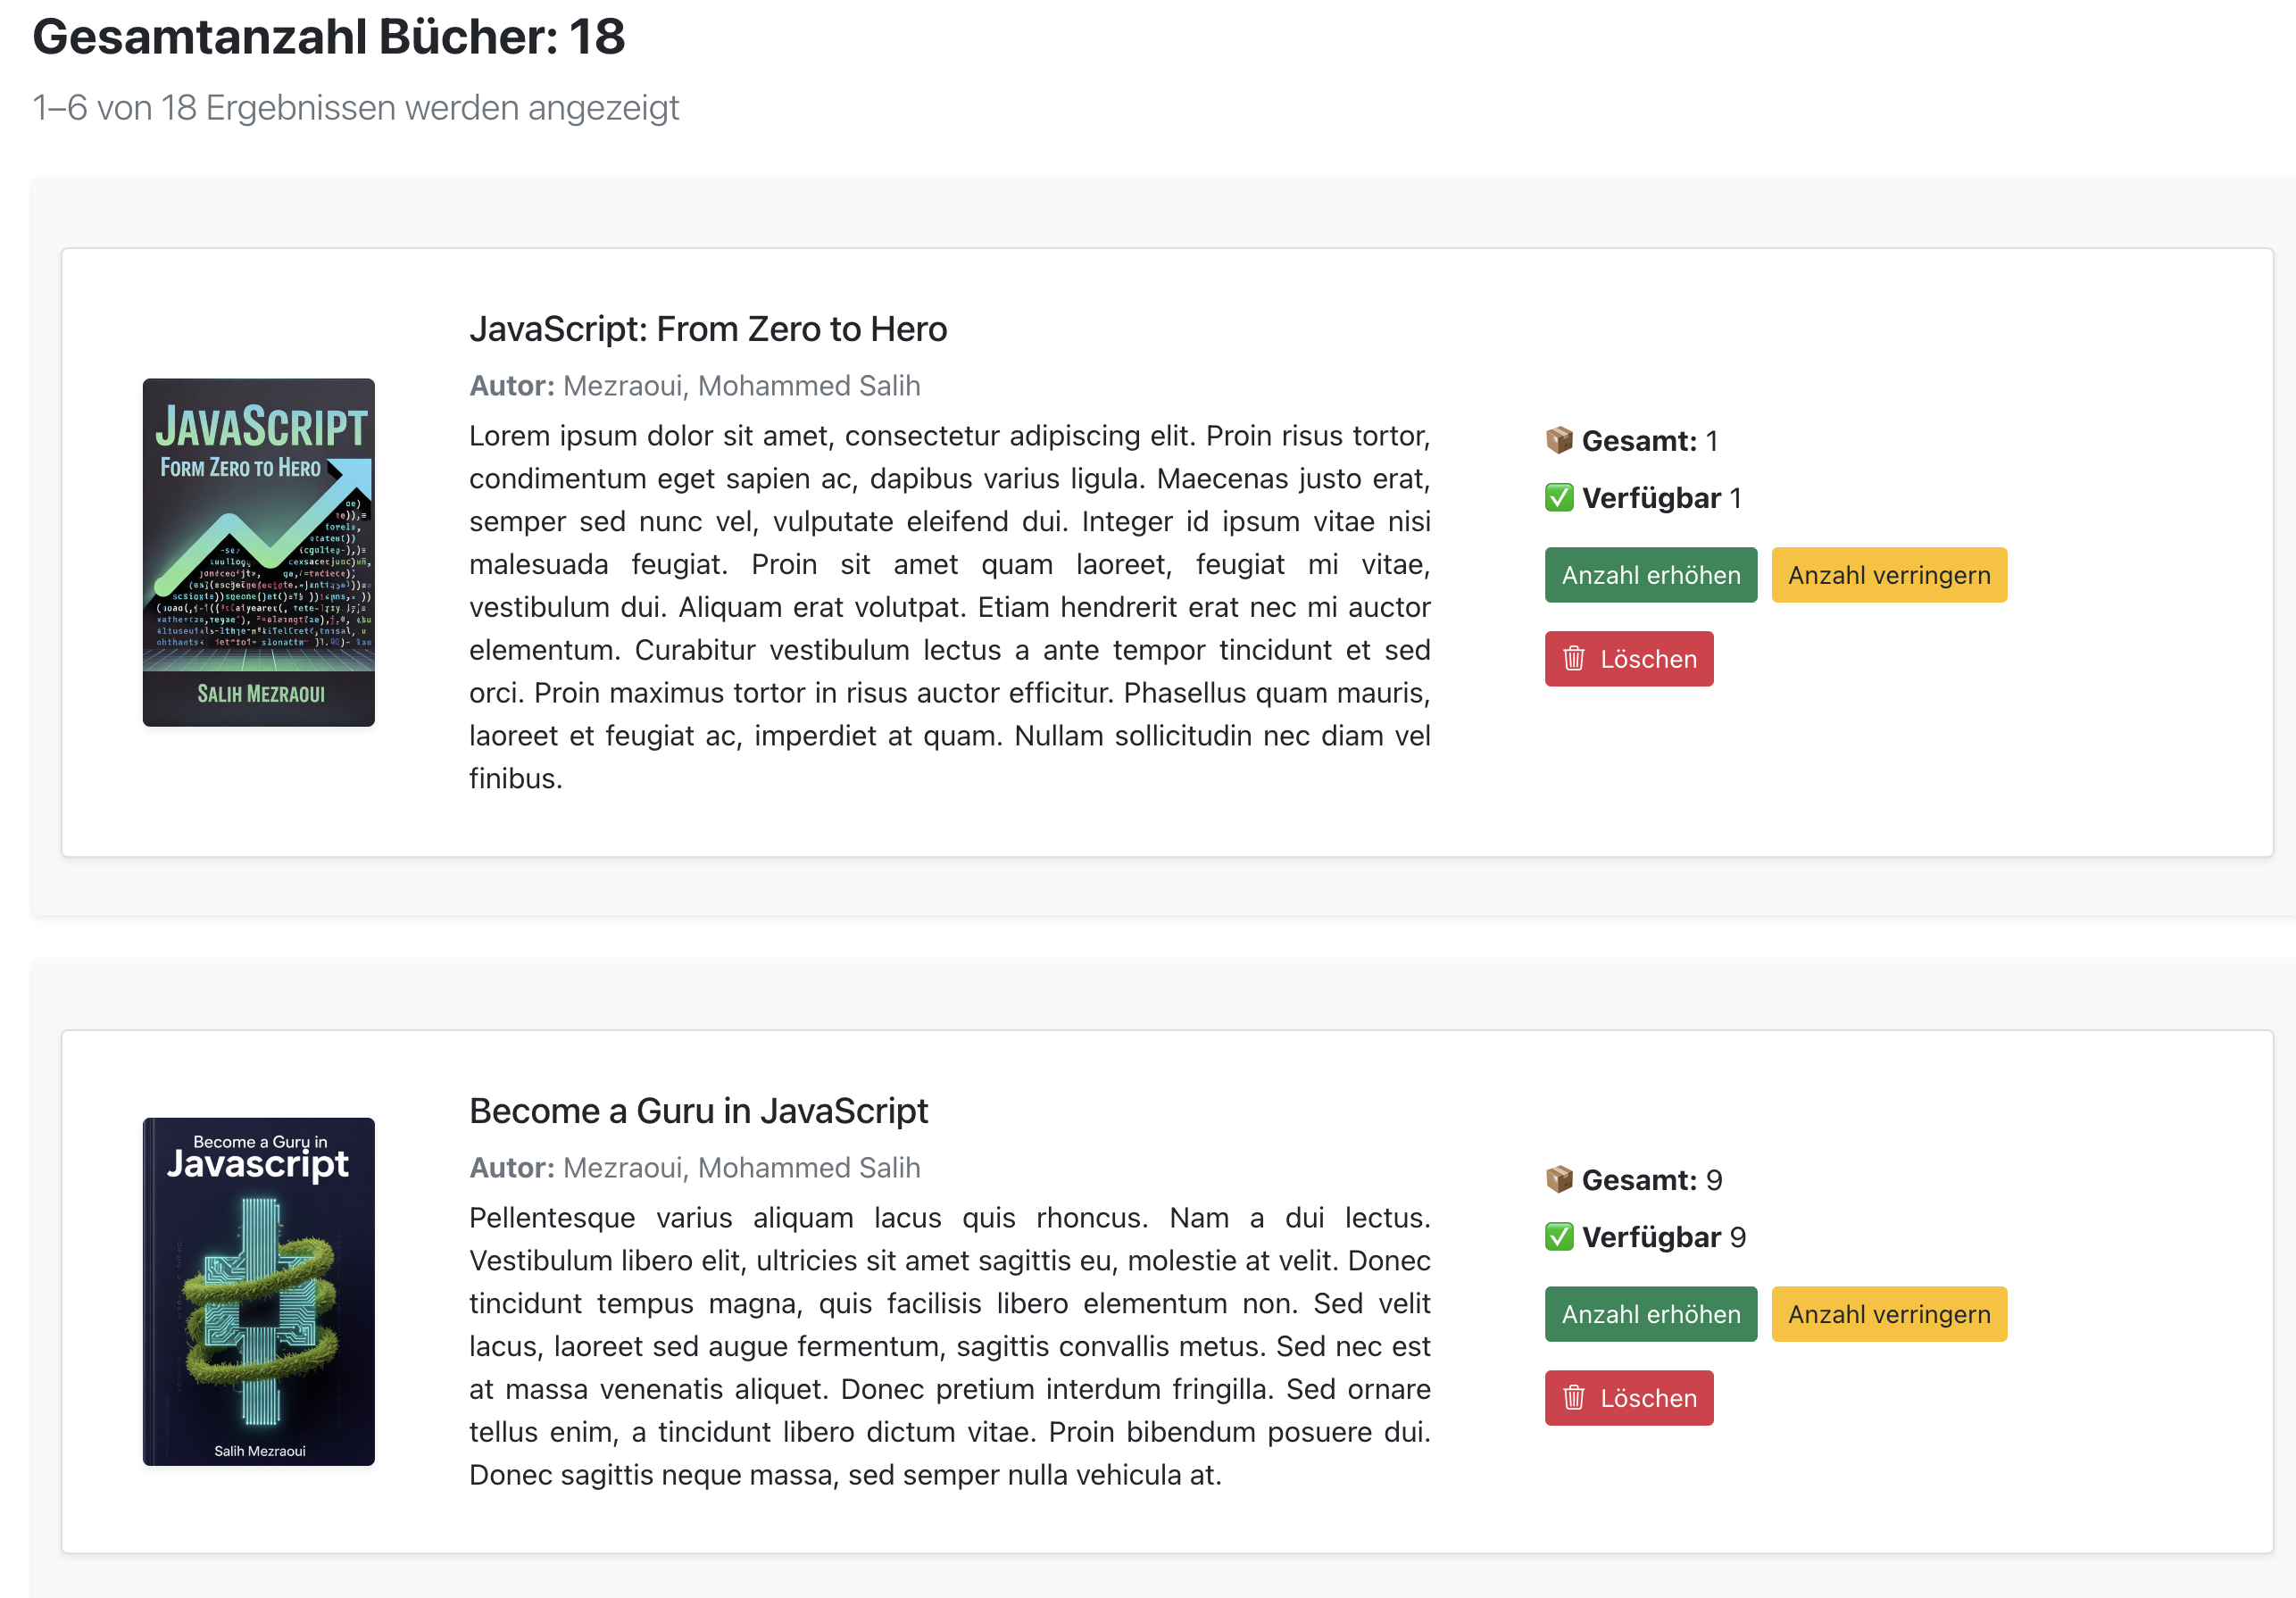 Gesamtanzahl Bücher: 18
1–6 von 18 Ergebnissen werden angezeigt
JavaScript: From Zero to Hero
Autor: Mezraoui, Mohammed Salih
Lorem ipsum dolor sit amet, consectetur adipiscing elit. Proin risus tortor,
condimentum eget sapien ac, dapibus varius ligula. Maecenas justo erat,
semper sed nunc vel, vulputate eleifend dui. Integer id ipsum vitae nisi
malesuada feugiat. Proin sit amet quam laoreet, feugiat mi vitae,
vestibulum dui. Aliquam erat volutpat. Etiam hendrerit erat nec mi auctor
elementum. Curabitur vestibulum lectus a ante tempor tincidunt et sed
orci. Proin maximus tortor in risus auctor efficitur. Phasellus quam mauris,
laoreet et feugiat ac, imperdiet at quam. Nullam sollicitudin nec diam vel
finibus.
JAVASCRIPT
FORM ZERO TO HERO
SALIH MEZRAOUI
Gesamt: 1
Verfügbar 1
Anzahl erhöhen
Anzahl verringern
Löschen
Become a Guru in JavaScript
Autor: Mezraoui, Mohammed Salih
Pellentesque varius aliquam lacus quis rhoncus. Nam a dui lectus.
Vestibulum libero elit, ultricies sit amet sagittis eu, molestie at velit. Donec
tincidunt tempus magna, quis facilisis libero elementum non. Sed velit
lacus, laoreet sed augue fermentum, sagittis convallis metus. Sed nec est
at massa venenatis aliquet. Donec pretium interdum fringilla. Sed ornare
tellus enim, a tincidunt libero dictum vitae. Proin bibendum posuere dui.
Donec sagittis neque massa, sed semper nulla vehicula at.
Become a Guru in
Javascript
Salih Mezraoui
Gesamt: 9
Verfügbar 9
Anzahl erhöhen
Anzahl verringern
Löschen